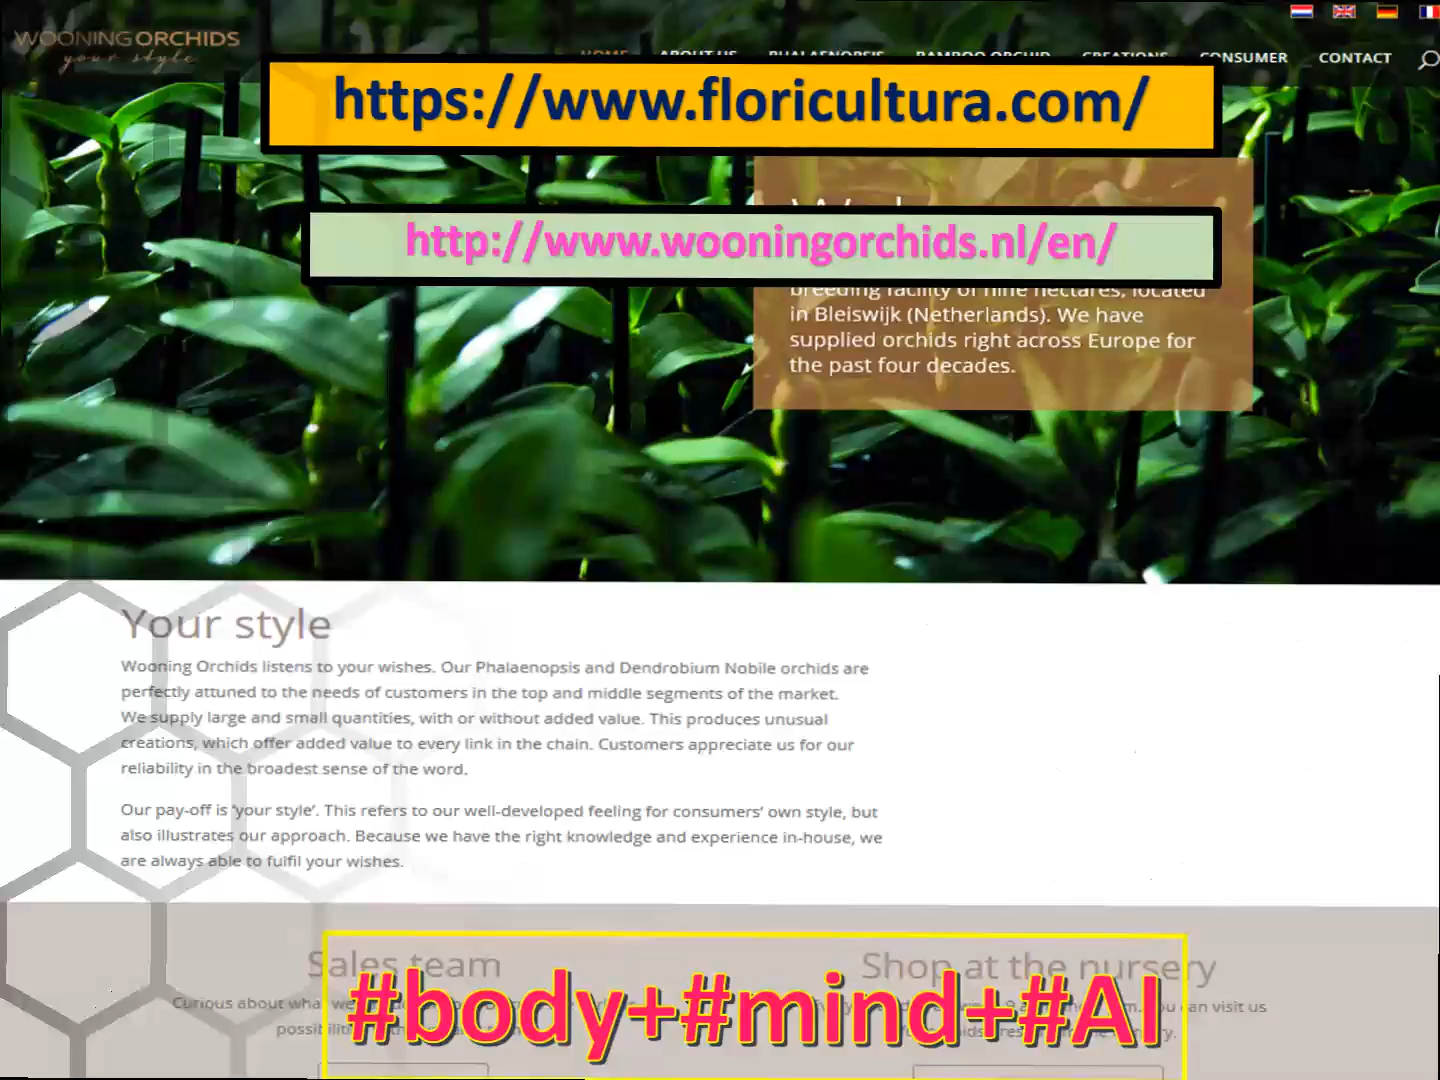 WOONING ORCHIDS
your style
HOME ABOUT US PHALAENOPSIS BAMBOO ORCHID CREATIONS CONSUMER CONTACT
https://www.floricultura.com/
http://www.wooningorchids.nl/en/
breeding facility of nine hectares, located
in Bleiswijk (Netherlands). We have
supplied orchids right across Europe for
the past four decades.
Your style
Wooning Orchids listens to your wishes. Our Phalaenopsis and Dendrobium Nobile orchids are
perfectly attuned to the needs of customers in the top and middle segments of the market.
We supply large and small quantities, with or without added value. This produces unusual
creations, which offer added value to every link in the chain. Customers appreciate us for our
reliability in the broadest sense of the word.
Our pay-off is ‘your style’. This refers to our well-developed feeling for consumers’ own style, but
also illustrates our approach. Because we have the right knowledge and experience in-house, we
are always able to fulfil your wishes.
Sales team
Shop at the nursery
Curious about what we
can visit us
#body+#mind+#AI